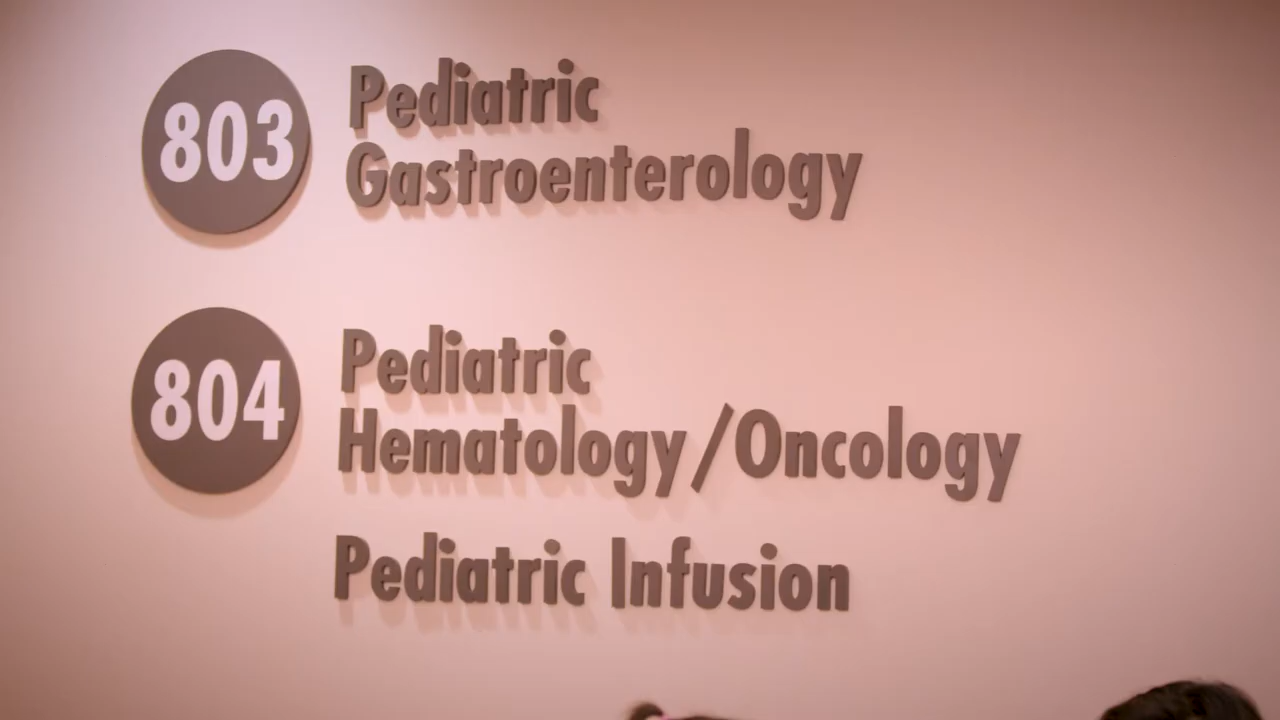 803
Pediatric
Gastroenterology
804
Pediatric
Hematology/Oncology
Pediatric Infusion